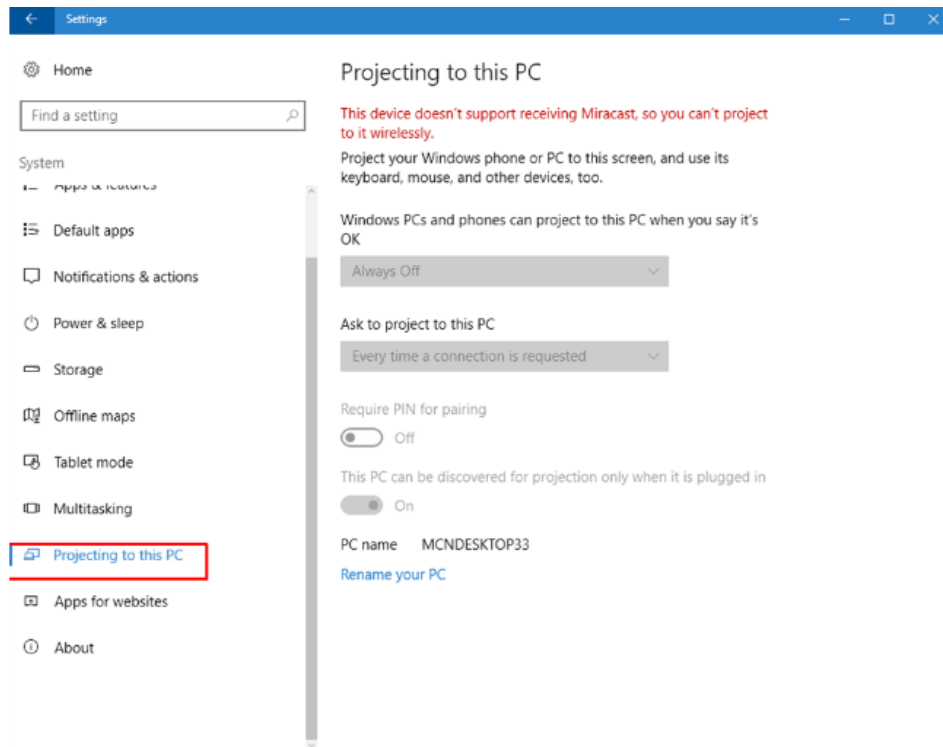 Settings
Home
Find a setting
System
Apps & features
Default apps
Notifications & actions
Power & sleep
Storage
Offline maps
Tablet mode
Multitasking
Projecting to this PC
Apps for websites
About
Projecting to this PC
This device doesn't support receiving Miracast, so you can't project
to it wirelessly.
Project your Windows phone or PC to this screen, and use its
keyboard, mouse, and other devices, too.
Windows PCs and phones can project to this PC when you say it's
OK
Always Off
Ask to project to this PC
Every time a connection is requested
Require PIN for pairing
Off
This PC can be discovered for projection only when it is plugged in
On
PC name MCNDESKTOP33
Rename your PC